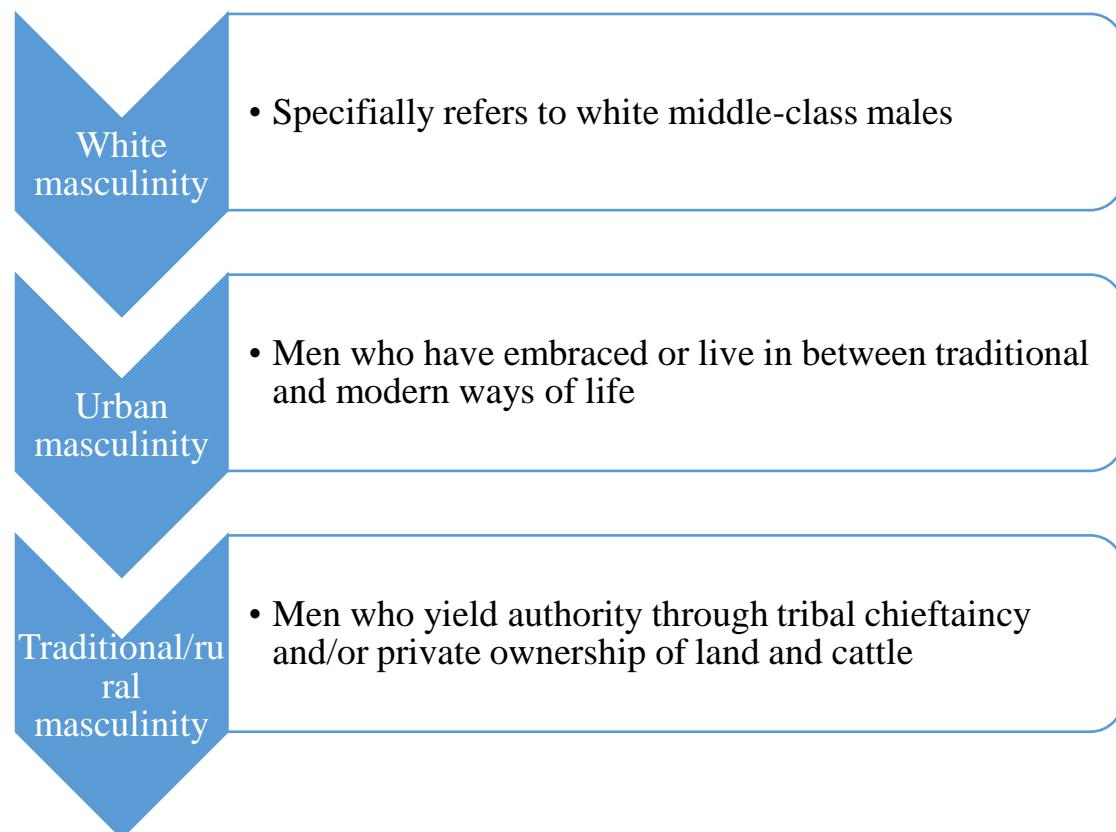 White
masculinity
• Specifially refers to white middle-class males
Urban
masculinity
• Men who have embraced or live in between traditional
and modern ways of life
Traditional/ru
ral
masculinity
• Men who yield authority through tribal chieftaincy
and/or private ownership of land and cattle